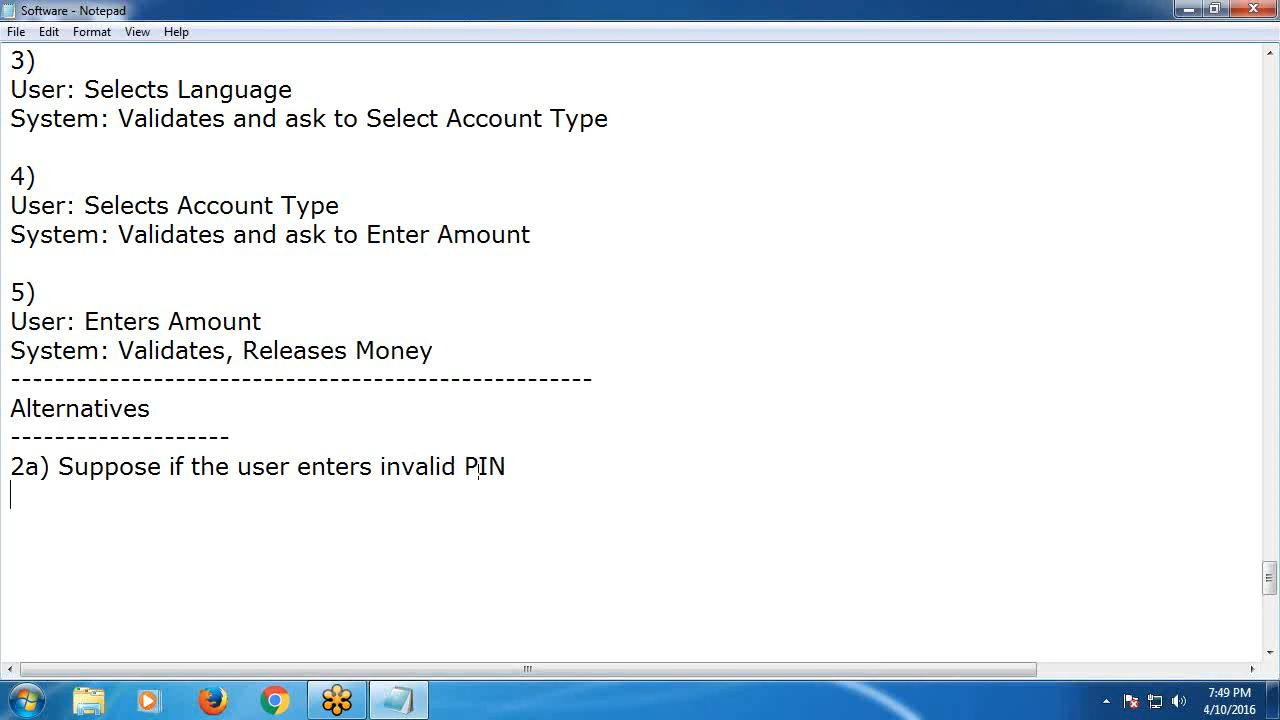 Software - Notepad
File Edit Format View Help
3)
User: Selects Language
System: Validates and ask to Select Account Type
4)
User: Selects Account Type
System: Validates and ask to Enter Amount
5)
User: Enters Amount
System: Validates, Releases Money
-----------------------------------------------------
Alternatives
--------------------
2a) Suppose if the user enters invalid PIN
7:49 PM
4/10/2016